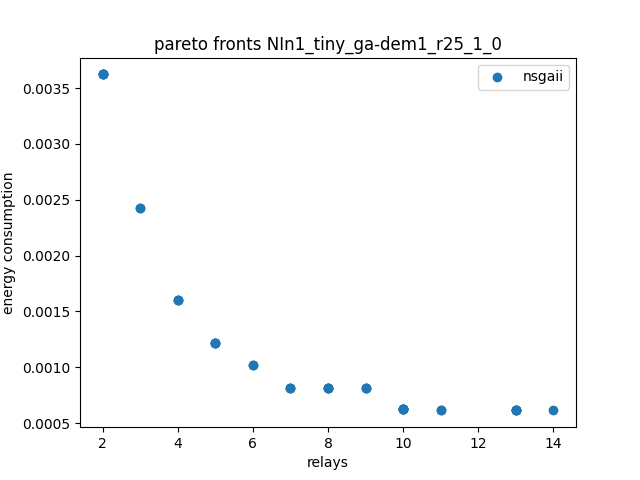 pareto fronts NIn1_tiny_ga-dem1_r25_1_0
nsgaii
0.0035
0.0030
0.0025
0.0020
0.0015
0.0010
0.0005
energy consumption
2 4 6 8 10 12 14
relays